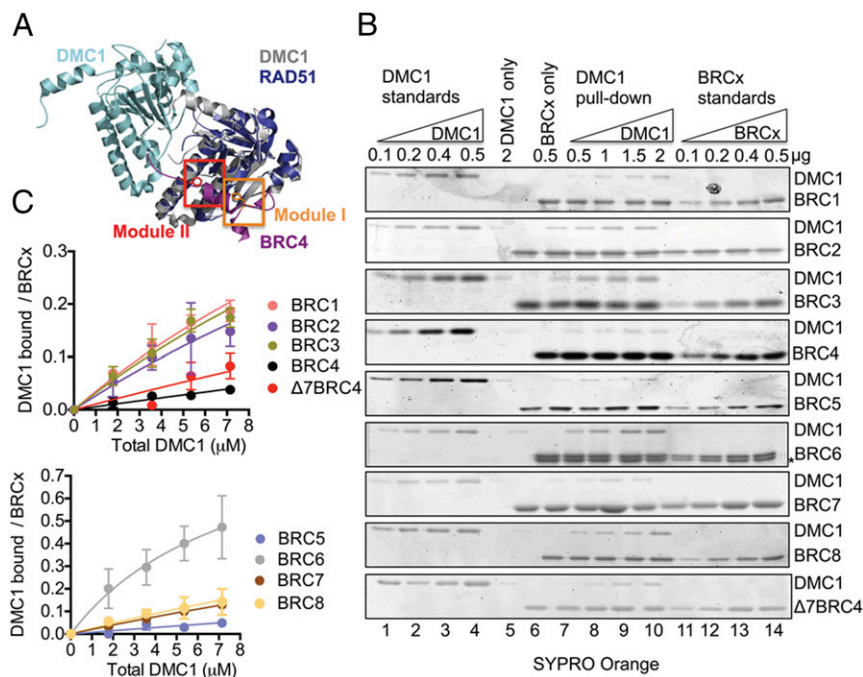 A
DMC1
DMC1
RAD51
Module II
Module I
BRC4
B
DMC1 standards
DMC1 only
BRCx only
DMC1 pull-down
BRCx standards
DMC1
DMC1
BRCx
0.1 0.2 0.4 0.5 2 0.5 0.5 1 1.5 2 0.1 0.2 0.4 0.5 µg
DMC1
BRC1
DMC1
BRC2
DMC1
BRC3
DMC1
BRC4
DMC1
BRC5
DMC1
BRC6
*
DMC1
BRC7
DMC1
BRC8
DMC1
Δ7BRC4
1 2 3 4 5 6 7 8 9 10 11 12 13 14
SYPRO Orange
C
DMC1 bound / BRCx
0.3
0.2
0.1
0.0
0 1 2 3 4 5 6 7 8
Total DMC1 (µM)
BRC1
BRC2
BRC3
BRC4
Δ7BRC4
DMC1 bound / BRCx
0.7
0.6
0.5
0.4
0.3
0.2
0.1
0.0
0 1 2 3 4 5 6 7 8
Total DMC1 (µM)
BRC5
BRC6
BRC7
BRC8